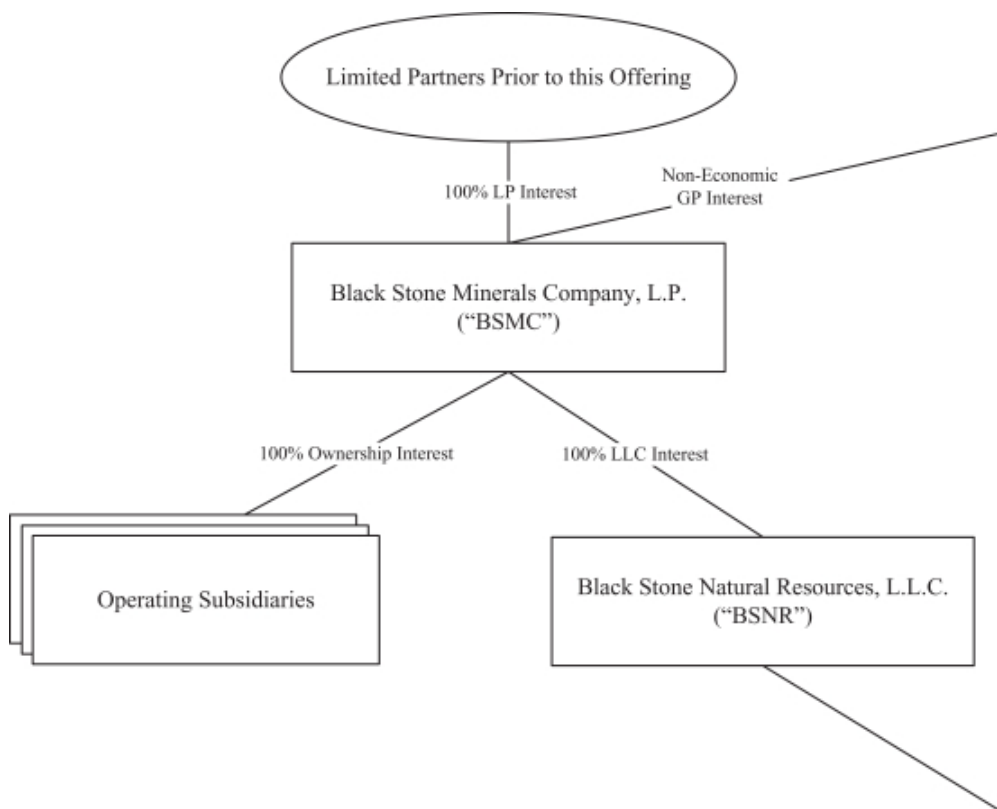 Limited Partners Prior to this Offering
100% LP Interest
Non-Economic
GP Interest
Black Stone Minerals Company, L.P.
(“BSMC”)
100% Ownership Interest
100% LLC Interest
Operating Subsidiaries
Black Stone Natural Resources, L.L.C.
(“BSNR”)